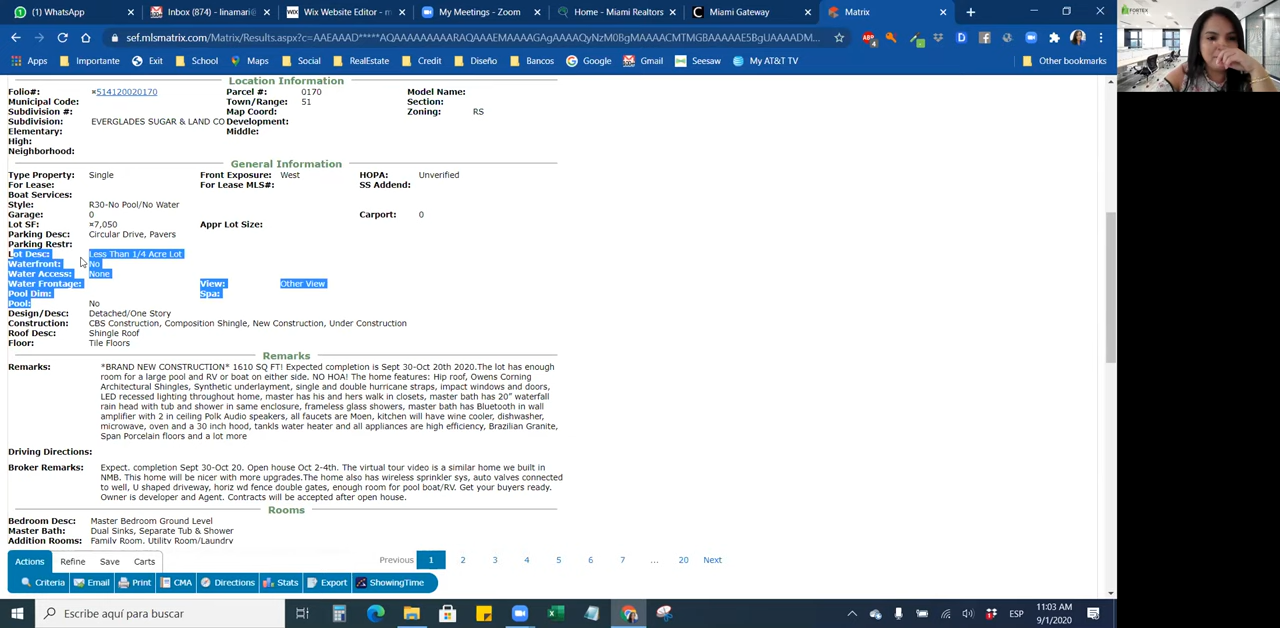 (1) WhatsApp
Inbox (874) - linamari@
Wix Website Editor - m
My Meetings - Zoom
Home - Miami Realtors
Miami Gateway
Matrix
sef.mlsmatrix.com/Matrix/Results.aspx?c=AAEAAAD*****AQAAAAAAAAARAQAAAEMAAAAGAgAAAAQyNzM0BgMAAAACMTMGBAAAAAE5BgUAAAAD...
Apps Importante Exit School Maps Social RealEstate Credit Diseño Bancos Google Gmail Seesaw My AT&T TV Other bookmarks
Location Information
Folio#: ¤514120020170 Parcel #: 0170 Model Name:
Municipal Code: Town/Range: 51 Section:
Subdivision #: Map Coord: Zoning: RS
Subdivision: EVERGLADES SUGAR & LAND CO Development:
Elementary: Middle:
High:
Neighborhood:
General Information
Type Property: Single Front Exposure: West HOPA: Unverified
For Lease: For Lease MLS#: SS Addend:
Boat Services:
Style: R30-No Pool/No Water
Garage: 0 Carport: 0
Lot SF: ¤7,050 Appr Lot Size:
Parking Desc: Circular Drive, Pavers
Parking Restr:
Lot Desc: Less Than 1/4 Acre Lot
Waterfront: No
Water Access: None
Water Frontage: View: Other View
Pool Dim: Spa:
Pool: No
Design/Desc: Detached/One Story
Construction: CBS Construction, Composition Shingle, New Construction, Under Construction
Roof Desc: Shingle Roof
Floor: Tile Floors
Remarks
Remarks: *BRAND NEW CONSTRUCTION* 1610 SQ FT! Expected completion is Sept 30-Oct 20th 2020.The lot has enough
room for a large pool and RV or boat on either side. NO HOA! The home features: Hip roof, Owens Corning
Architectural Shingles, Synthetic underlayment, single and double hurricane straps, impact windows and doors,
LED recessed lighting throughout home, master has his and hers walk in closets, master bath has 20" waterfall
rain head with tub and shower in same enclosure, frameless glass showers, master bath has Bluetooth in wall
amplifier with 2 in ceiling Polk Audio speakers, all faucets are Moen, kitchen will have wine cooler, dishwasher,
microwave, oven and a 30 inch hood, tankls water heater and all appliances are high efficiency, Brazilian Granite,
Span Porcelain floors and a lot more
Driving Directions:
Broker Remarks: Expect. completion Sept 30-Oct 20. Open house Oct 2-4th. The virtual tour video is a similar home we built in
NMB. This home will be nicer with more upgrades.The home also has wireless sprinkler sys, auto valves connected
to well, U shaped driveway, horiz wd fence double gates, enough room for pool boat/RV. Get your buyers ready.
Owner is developer and Agent. Contracts will be accepted after open house.
Rooms
Bedroom Desc: Master Bedroom Ground Level
Master Bath: Dual Sinks, Separate Tub & Shower
Addition Rooms: Family Room, Utility Room/Laundry
Actions Refine Save Carts Previous 1 2 3 4 5 6 7 ... 20 Next
Criteria Email Print CMA Directions Stats Export ShowingTime
Escribe aquí para buscar
ESP
11:03 AM
9/1/2020
FORTEX